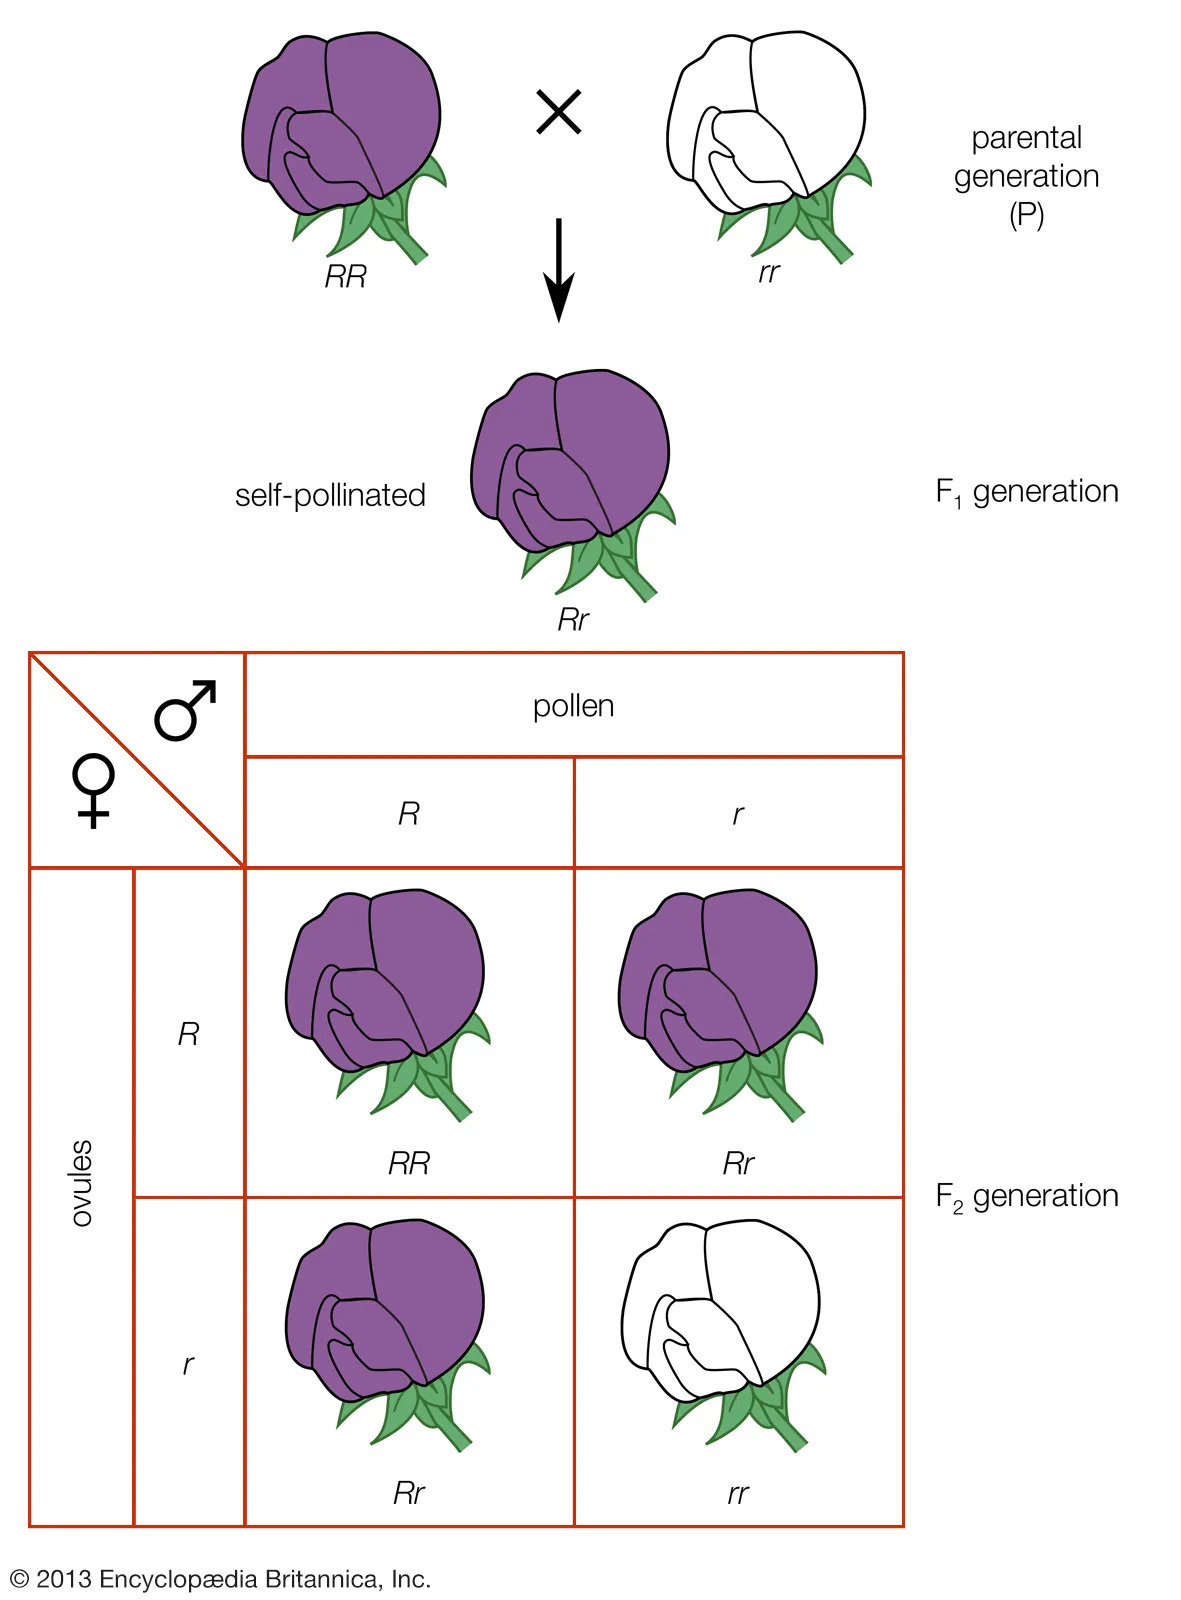 RR
rr
parental
generation
(P)
self-pollinated
Rr
F₁ generation
pollen
R
r
ovules
R
RR
Rr
F₂ generation
r
Rr
rr
© 2013 Encyclopædia Britannica, Inc.